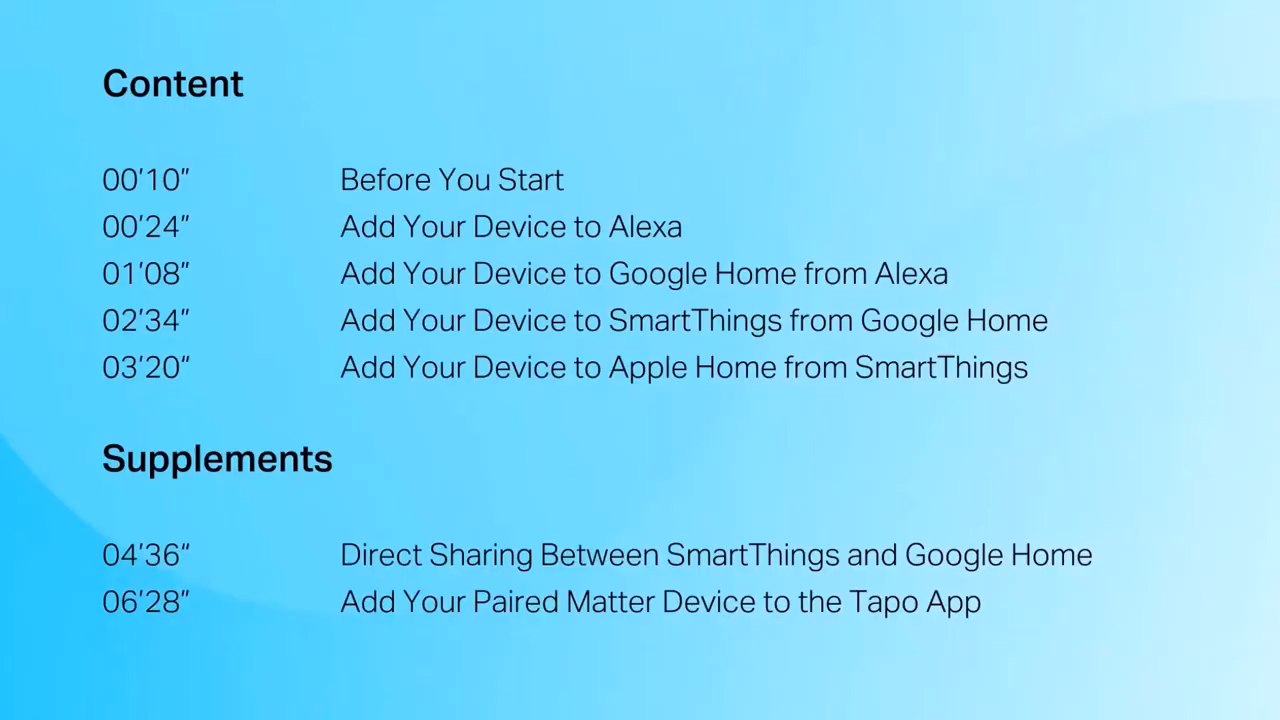 Content
00’10” Before You Start
00’24” Add Your Device to Alexa
01’08” Add Your Device to Google Home from Alexa
02’34” Add Your Device to SmartThings from Google Home
03’20” Add Your Device to Apple Home from SmartThings
Supplements
04’36“ Direct Sharing Between SmartThings and Google Home
06’28” Add Your Paired Matter Device to the Tapo App